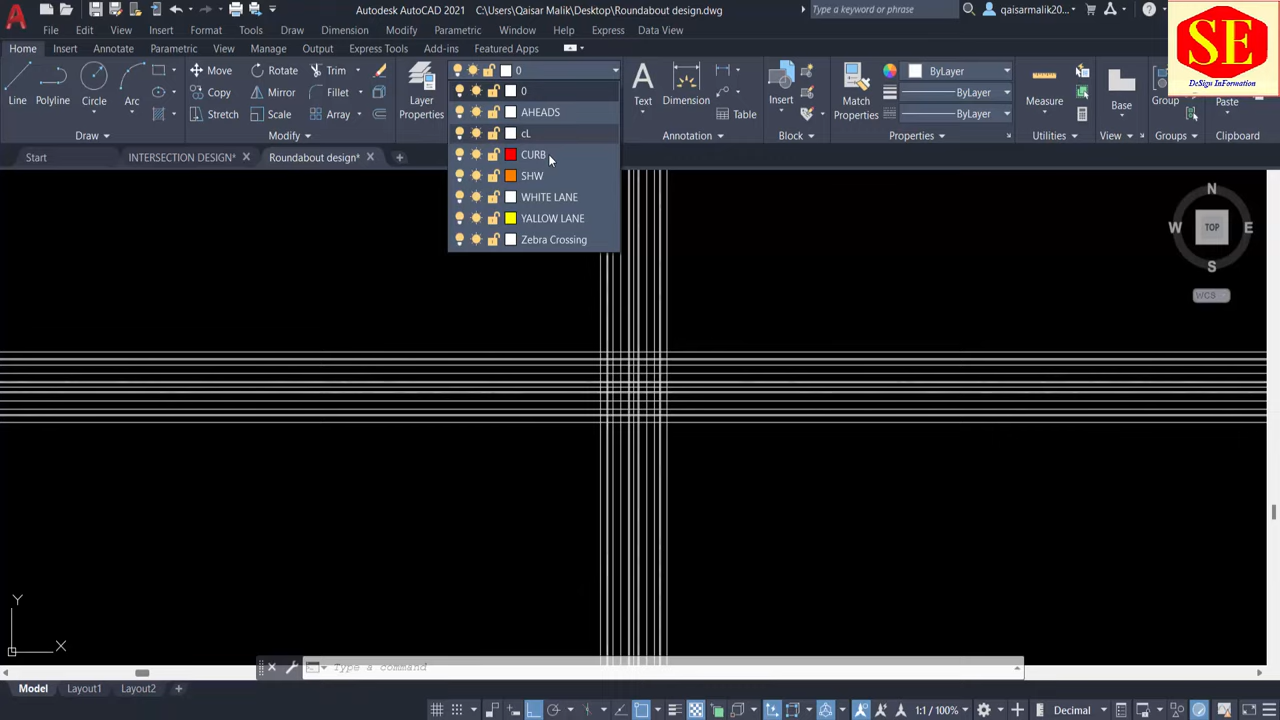 Autodesk AutoCAD 2021 C:\Users\Qaisar Malik\Desktop\Roundabout design.dwg
Type a keyword or phrase
qaisarmalik20...
SE
DeSign InFormation
File Edit View Insert Format Tools Draw Dimension Modify Parametric Window Help Express Data View
Home Insert Annotate Parametric View Manage Output Express Tools Add-ins Featured Apps
Line
Polyline
Circle
Arc
Draw
Move
Rotate
Trim
Copy
Mirror
Fillet
Stretch
Scale
Array
Modify
Layer
Properties
0
AHEADS
cL
CURB
SHW
WHITE LANE
YALLOW LANE
Zebra Crossing
Text
Dimension
Table
Annotation
Insert
Block
Match
Properties
ByLayer
ByLayer
ByLayer
Properties
Group
Groups
Measure
Utilities
Base
View
Paste
Clipboard
Start
INTERSECTION DESIGN*
Roundabout design*
N
W TOP E
S
WCS
Y
X
Type a command
Model Layout1 Layout2
1:1 / 100%
Decimal